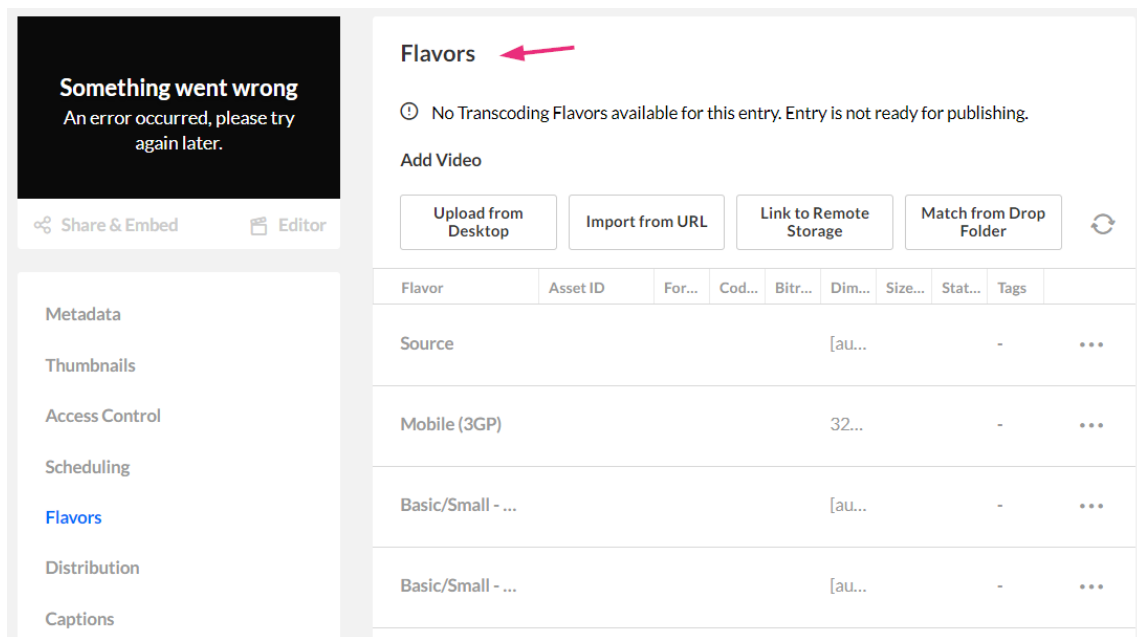 Something went wrong
An error occurred, please try
again later.
Share & Embed
Editor
Metadata
Thumbnails
Access Control
Scheduling
Flavors
Distribution
Captions
Flavors
No Transcoding Flavors available for this entry. Entry is not ready for publishing.
Add Video
Upload from
Desktop
Import from URL
Link to Remote
Storage
Match from Drop
Folder
Flavor Asset ID For... Cod... Bitr... Dim... Size... Stat... Tags
Source [au... -
Mobile (3GP) 32... -
Basic/Small - ... [au... -
Basic/Small - ... [au... -